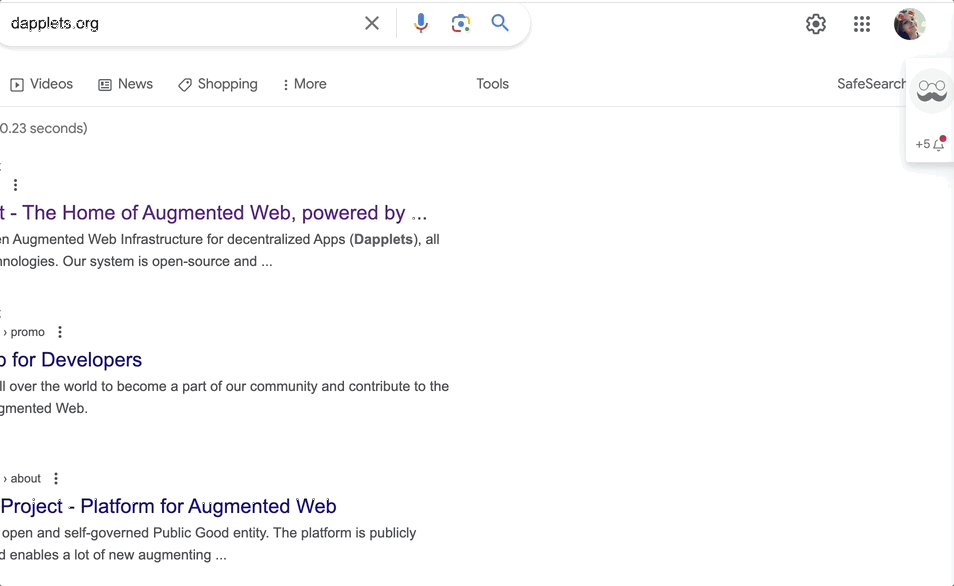 dapplets.org
Videos News Shopping More Tools SafeSearch
+5
0.23 seconds)
t - The Home of Augmented Web, powered by ...
en Augmented Web Infrastructure for decentralized Apps (Dapplets), all
hnologies. Our system is open-source and ...
› promo
p for Developers
ll over the world to become a part of our community and contribute to the
gmented Web.
› about
Project - Platform for Augmented Web
open and self-governed Public Good entity. The platform is publicly
d enables a lot of new augmenting ...